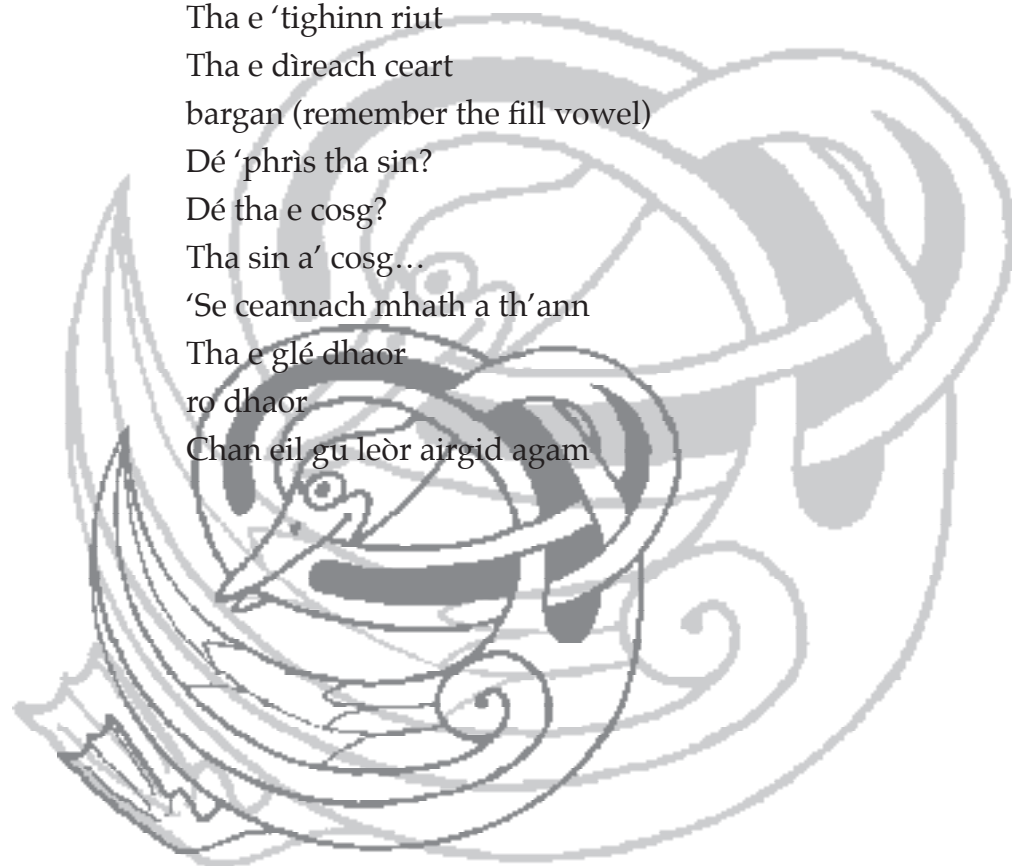 Tha e ‘tighinn riut
Tha e dìreach ceart
bargan (remember the fill vowel)
Dé ‘phrìs tha sin?
Dé tha e cosg?
Tha sin a’ cosg…
‘Se ceannach mhath a th’ann
Tha e glé dhaor
ro dhaor
Chan eil gu leòr airgid agam